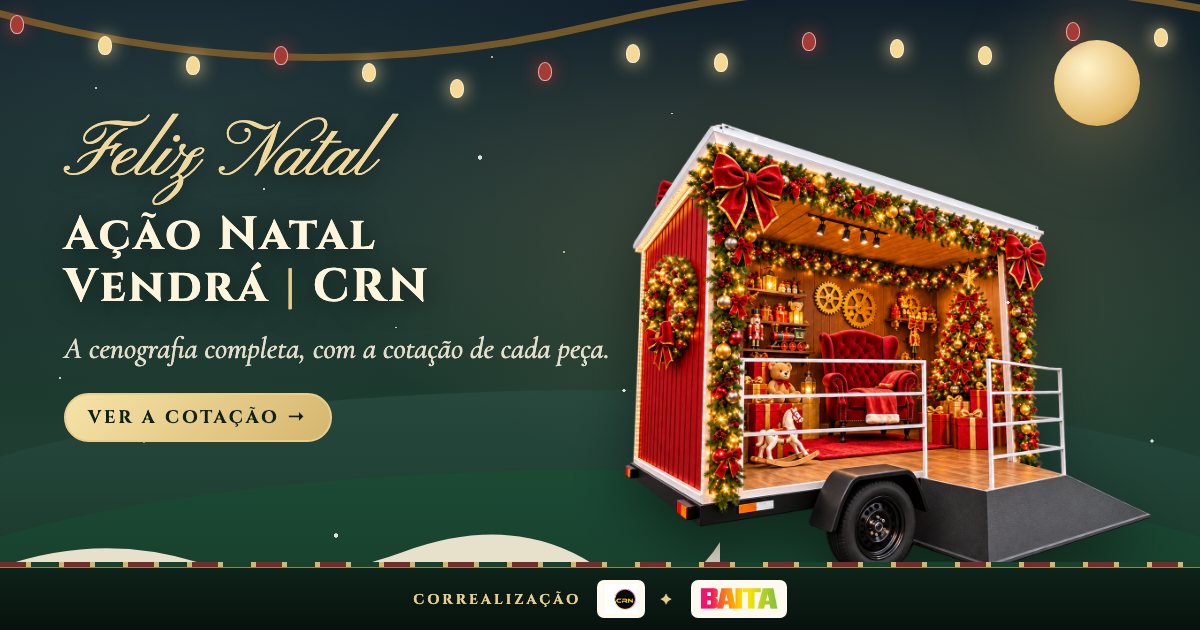 Feliz Natal
Ação Natal
Vendrá | CRN
A cenografia completa, com a cotação de cada peça.
VER A COTAÇÃO →
CORREALIZAÇÃO
CRN
BAITA